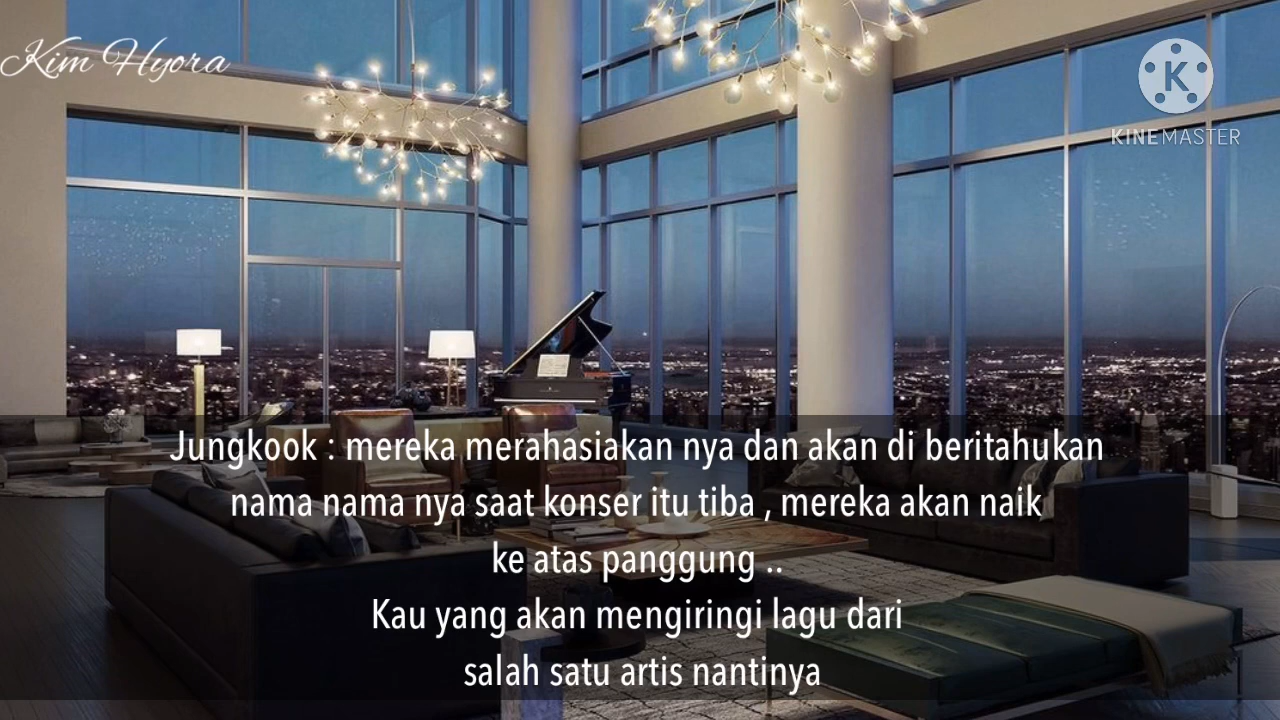 Kim Hyora
K
KINEMASTER
Jungkook : mereka merahasiakan nya dan akan di beritahukan
nama nama nya saat konser itu tiba , mereka akan naik
ke atas panggung ..
Kau yang akan mengiringi lagu dari
salah satu artis nantinya